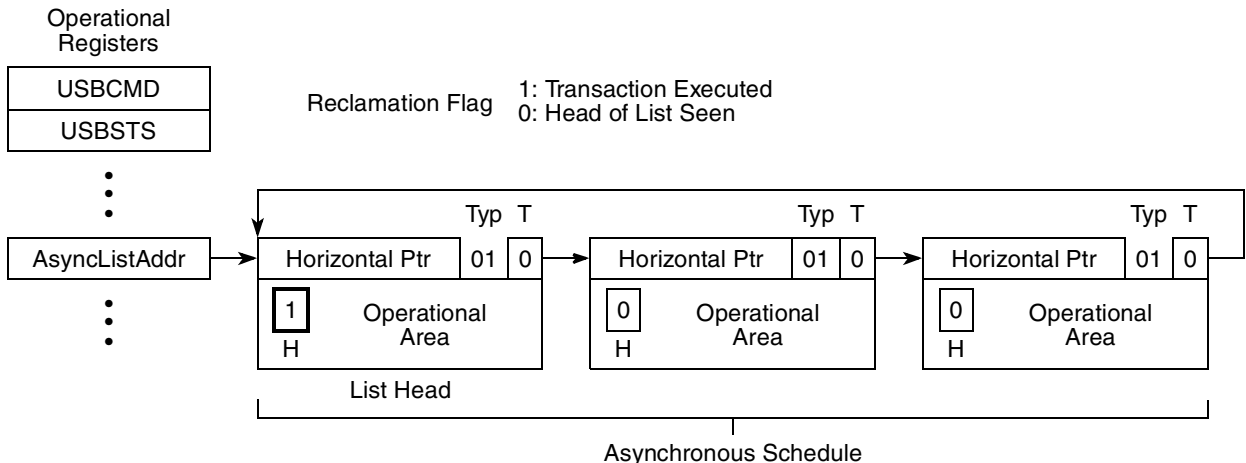 Operational
Registers
USBCMD
USBSTS
Reclamation Flag
1: Transaction Executed
0: Head of List Seen
AsyncListAddr
Typ T
Horizontal Ptr 01 0
1
H
Operational
Area
List Head
Typ T
Horizontal Ptr 01 0
0
H
Operational
Area
Typ T
Horizontal Ptr 01 0
0
H
Operational
Area
Asynchronous Schedule